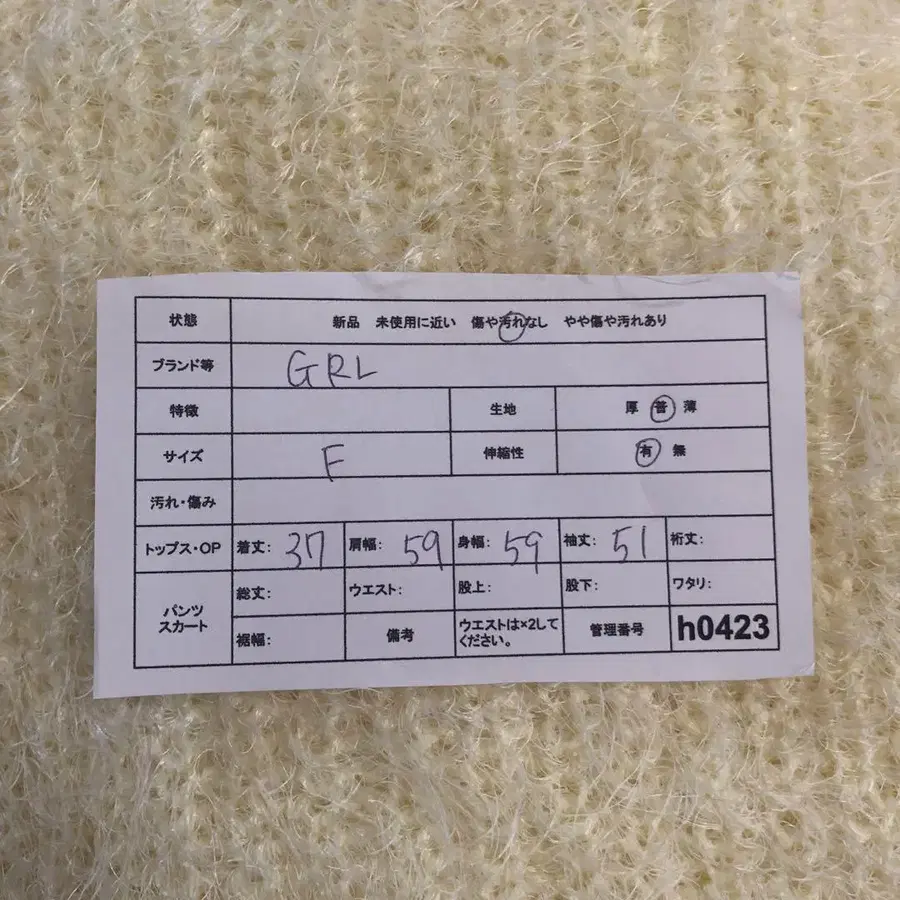 状態 新品 未使用に近い 傷や汚れなし やや傷や汚れあり
ブランド等 GRL
特徴 生地 厚 普 薄
サイズ F 伸縮性 有 無
汚れ・傷み
トップス・OP 着丈: 37 肩幅: 59 身幅: 59 袖丈: 51 裄丈:
パンツ スカート 総丈: ウエスト: 股上: 股下: ワタリ:
裾幅: 備考 ウエストは×2して ください。 管理番号 h0423